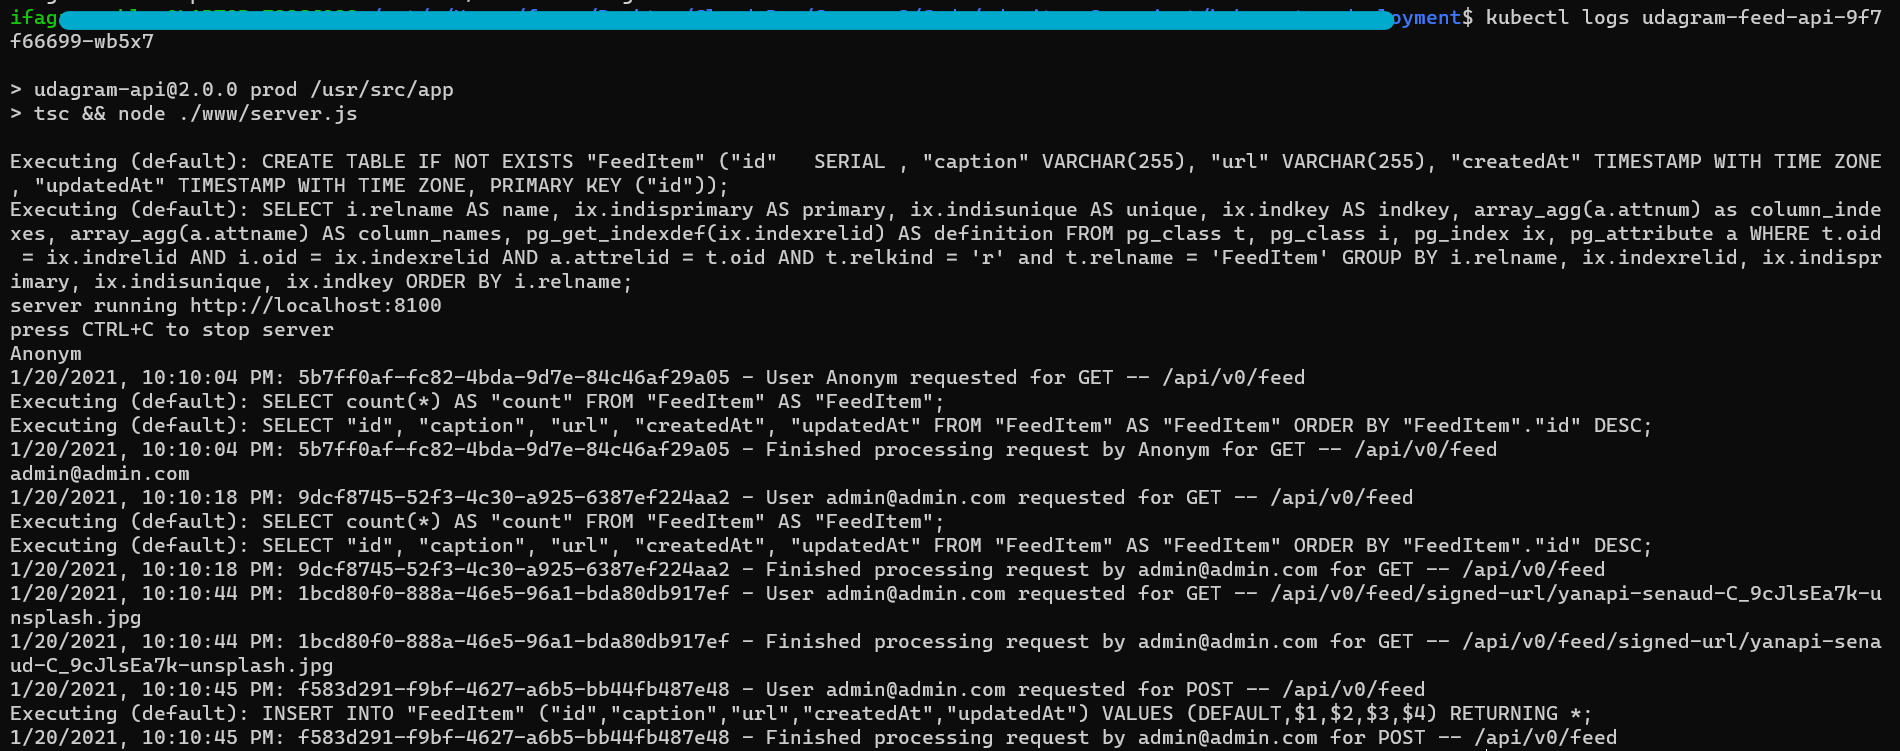 oyment$ kubectl logs udagram-feed-api-9f7
f66699-wb5x7
> udagram-api@2.0.0 prod /usr/src/app
> tsc && node ./www/server.js
Executing (default): CREATE TABLE IF NOT EXISTS "FeedItem" ("id"   SERIAL , "caption" VARCHAR(255), "url" VARCHAR(255), "createdAt" TIMESTAMP WITH TIME ZONE
, "updatedAt" TIMESTAMP WITH TIME ZONE, PRIMARY KEY ("id"));
Executing (default): SELECT i.relname AS name, ix.indisprimary AS primary, ix.indisunique AS unique, ix.indkey AS indkey, array_agg(a.attnum) as column_inde
xes, array_agg(a.attname) AS column_names, pg_get_indexdef(ix.indexrelid) AS definition FROM pg_class t, pg_class i, pg_index ix, pg_attribute a WHERE t.oid
 = ix.indrelid AND i.oid = ix.indexrelid AND a.attrelid = t.oid AND t.relkind = 'r' and t.relname = 'FeedItem' GROUP BY i.relname, ix.indexrelid, ix.indispr
imary, ix.indisunique, ix.indkey ORDER BY i.relname;
server running http://localhost:8100
press CTRL+C to stop server
Anonym
1/20/2021, 10:10:04 PM: 5b7ff0af-fc82-4bda-9d7e-84c46af29a05 - User Anonym requested for GET -- /api/v0/feed
Executing (default): SELECT count(*) AS "count" FROM "FeedItem" AS "FeedItem";
Executing (default): SELECT "id", "caption", "url", "createdAt", "updatedAt" FROM "FeedItem" AS "FeedItem" ORDER BY "FeedItem"."id" DESC;
1/20/2021, 10:10:04 PM: 5b7ff0af-fc82-4bda-9d7e-84c46af29a05 - Finished processing request by Anonym for GET -- /api/v0/feed
admin@admin.com
1/20/2021, 10:10:18 PM: 9dcf8745-52f3-4c30-a925-6387ef224aa2 - User admin@admin.com requested for GET -- /api/v0/feed
Executing (default): SELECT count(*) AS "count" FROM "FeedItem" AS "FeedItem";
Executing (default): SELECT "id", "caption", "url", "createdAt", "updatedAt" FROM "FeedItem" AS "FeedItem" ORDER BY "FeedItem"."id" DESC;
1/20/2021, 10:10:18 PM: 9dcf8745-52f3-4c30-a925-6387ef224aa2 - Finished processing request by admin@admin.com for GET -- /api/v0/feed
1/20/2021, 10:10:44 PM: 1bcd80f0-888a-46e5-96a1-bda80db917ef - User admin@admin.com requested for GET -- /api/v0/feed/signed-url/yanapi-senaud-C_9cJlsEa7k-u
nsplash.jpg
1/20/2021, 10:10:44 PM: 1bcd80f0-888a-46e5-96a1-bda80db917ef - Finished processing request by admin@admin.com for GET -- /api/v0/feed/signed-url/yanapi-sena
ud-C_9cJlsEa7k-unsplash.jpg
1/20/2021, 10:10:45 PM: f583d291-f9bf-4627-a6b5-bb44fb487e48 - User admin@admin.com requested for POST -- /api/v0/feed
Executing (default): INSERT INTO "FeedItem" ("id","caption","url","createdAt","updatedAt") VALUES (DEFAULT,$1,$2,$3,$4) RETURNING *;
1/20/2021, 10:10:45 PM: f583d291-f9bf-4627-a6b5-bb44fb487e48 - Finished processing request by admin@admin.com for POST -- /api/v0/feed